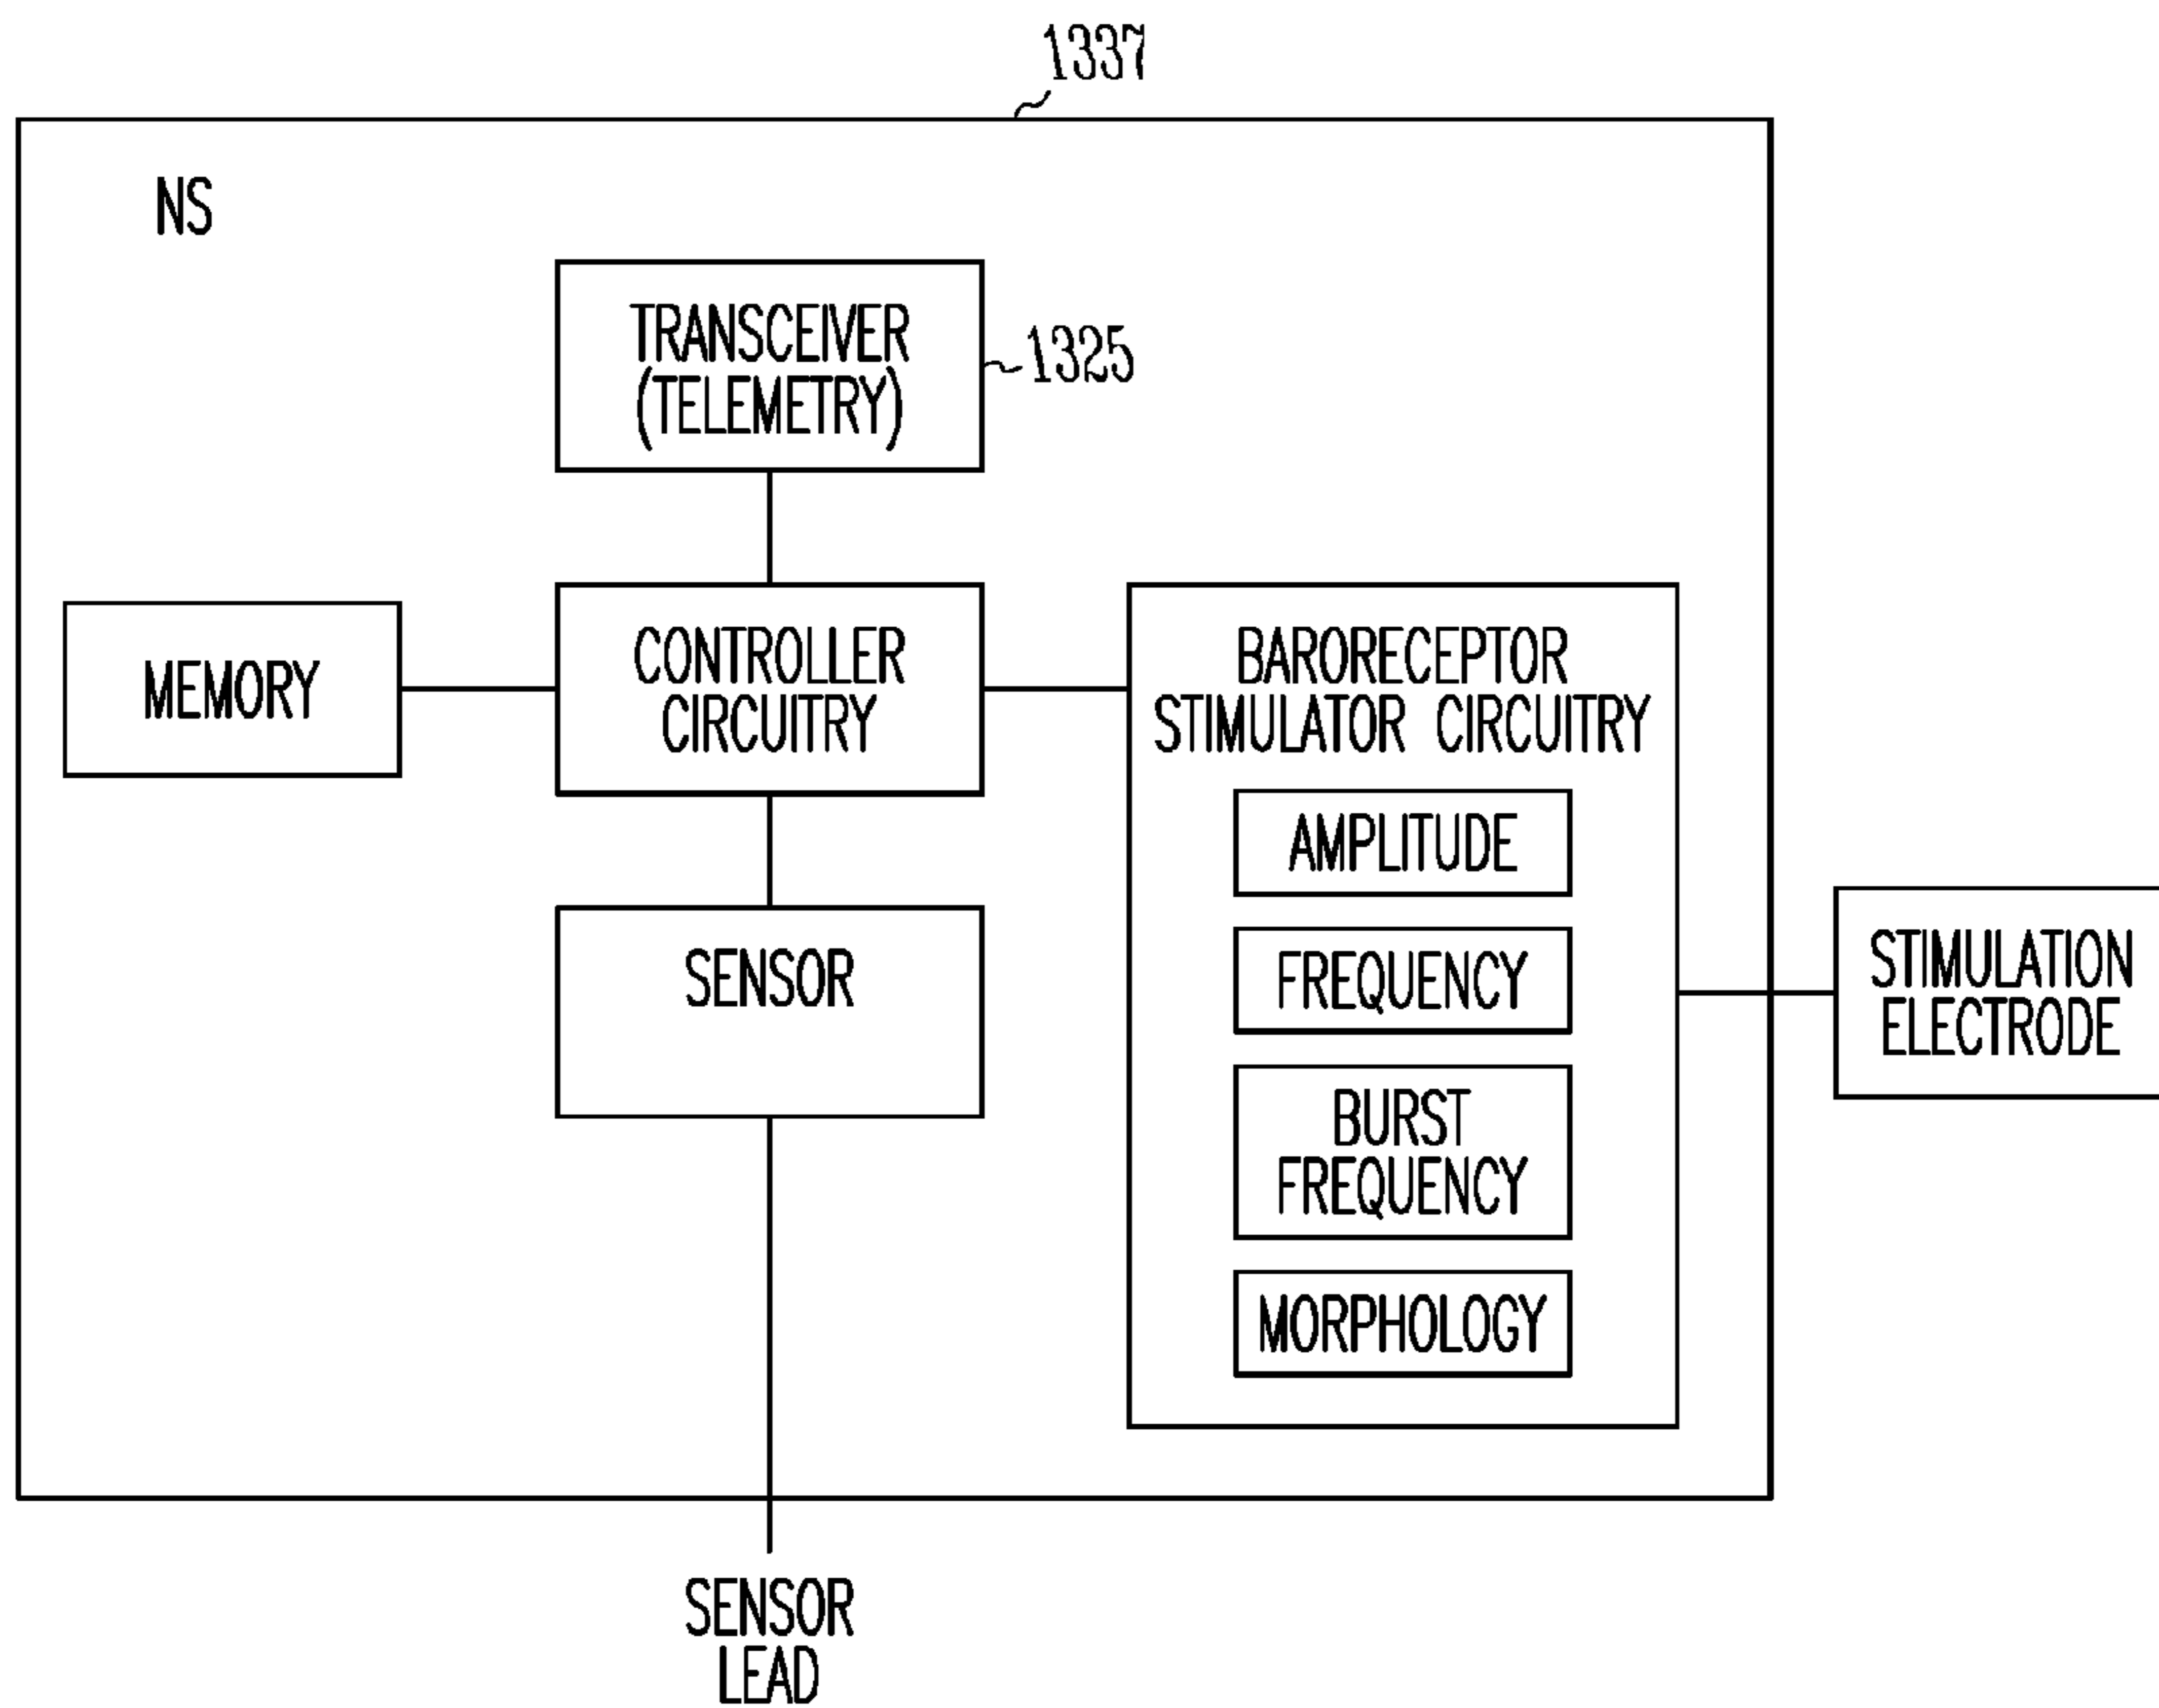 1337
NS
TRANSCEIVER
(TELEMETRY)
1325
MEMORY
CONTROLLER
CIRCUITRY
BARORECEPTOR
STIMULATOR CIRCUITRY
AMPLITUDE
FREQUENCY
BURST
FREQUENCY
MORPHOLOGY
SENSOR
STIMULATION
ELECTRODE
SENSOR
LEAD